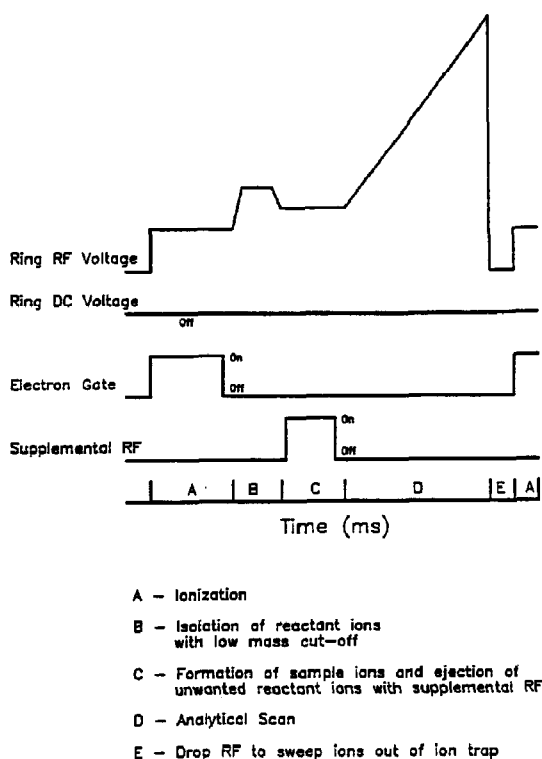 Ring RF Voltage
Ring DC Voltage
Off
On
Electron Gate
Off
On
Supplemental RF
Off
A B C D E A
Time (ms)
A – Ionization
B – Isolation of reactant ions
with low mass cut-off
C – Formation of sample ions and ejection of
unwanted reactant ions with supplemental RF
D – Analytical Scan
E – Drop RF to sweep ions out of ion trap